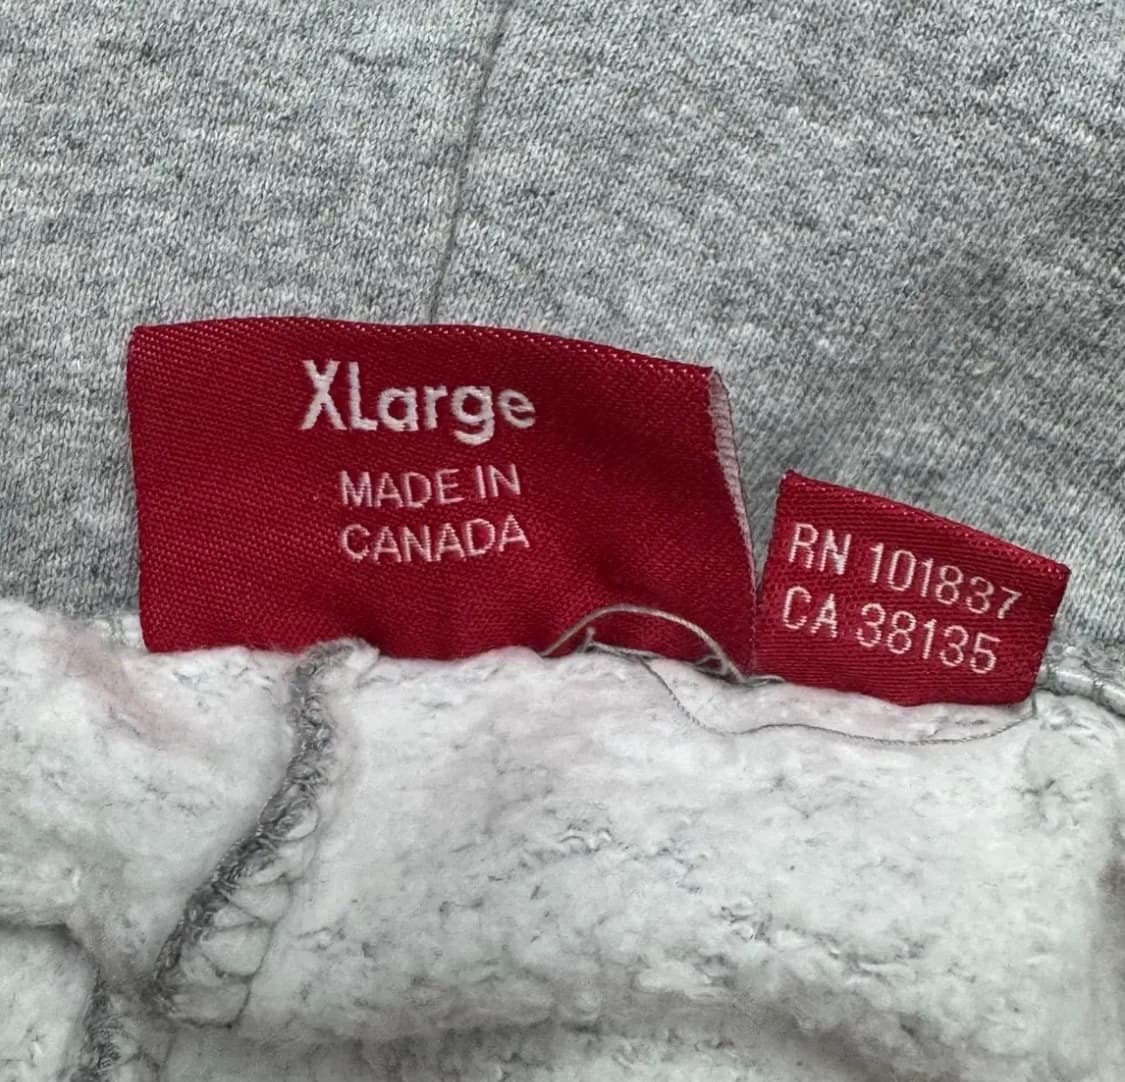 XLarge
MADE IN
CANADA
RN 101837
CA 38135